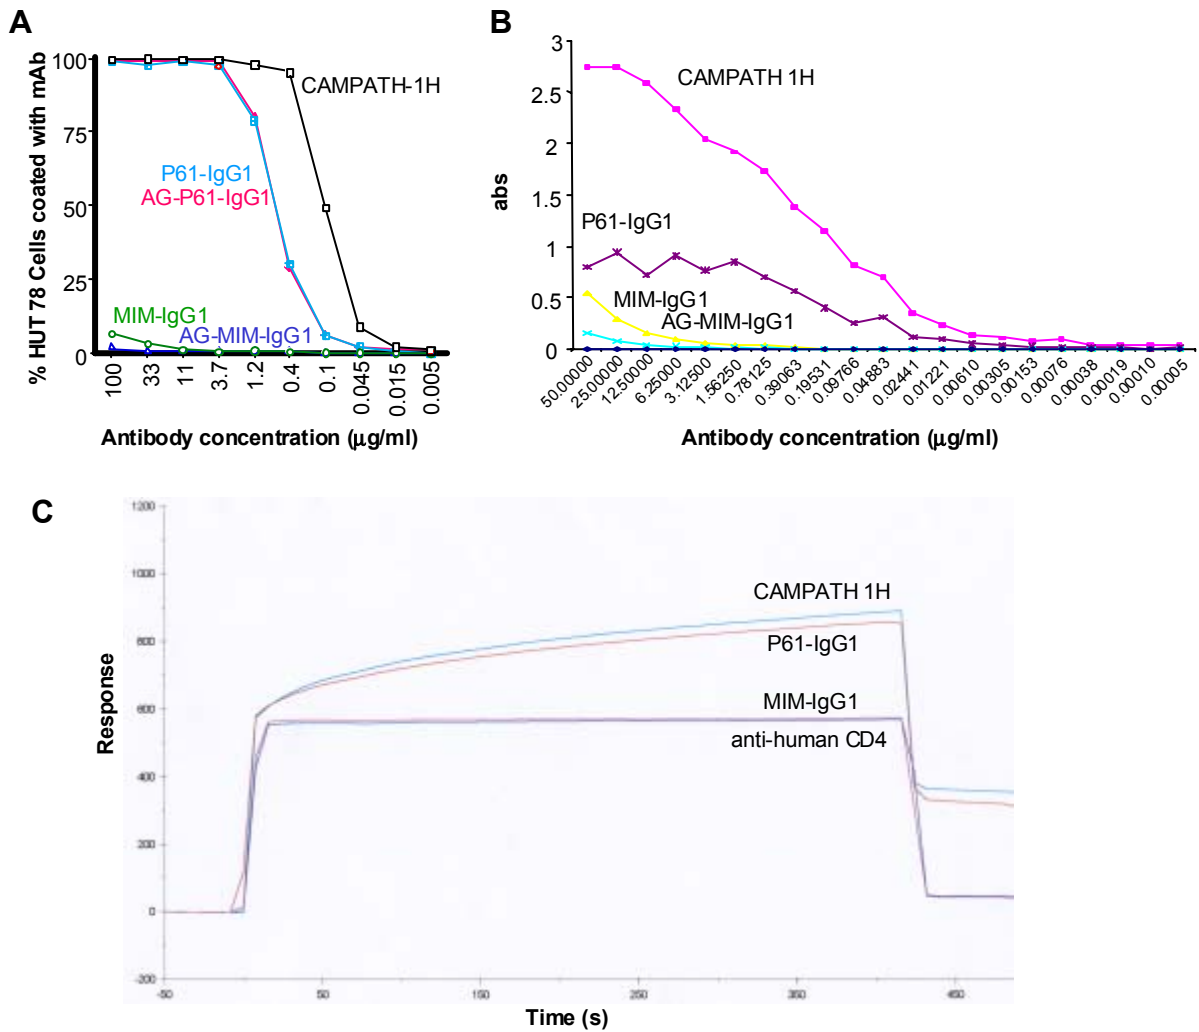 A
% HUT 78 Cells coated with mAb
100
75
50
25
0
CAMPATH-1H
P61-IgG1
AG-P61-IgG1
MIM-IgG1
AG-MIM-IgG1
100
33
11
3.7
1.2
0.4
0.1
0.045
0.015
0.005
Antibody concentration (µg/ml)
B
abs
3
2.5
2
1.5
1
0.5
0
CAMPATH 1H
P61-IgG1
MIM-IgG1
AG-MIM-IgG1
50.00000
25.00000
12.50000
6.25000
3.12500
1.56250
0.78125
0.39063
0.19531
0.09766
0.04883
0.02441
0.01221
0.00610
0.00305
0.00153
0.00076
0.00038
0.00019
0.00010
0.00005
Antibody concentration (µg/ml)
C
Response
1200
1000
800
600
400
200
0
-200
CAMPATH 1H
P61-IgG1
MIM-IgG1
anti-human CD4
-50
50
150
250
350
450
Time (s)